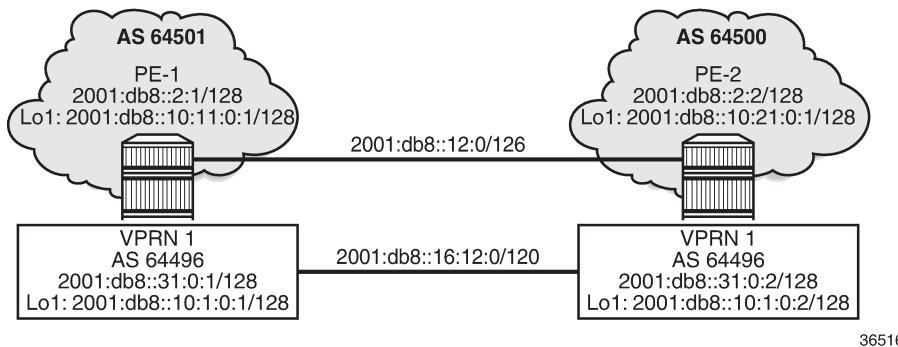 AS 64501
PE-1
2001:db8::2:1/128
Lo1: 2001:db8::10:11:0:1/128
AS 64500
PE-2
2001:db8::2:2/128
Lo1: 2001:db8::10:21:0:1/128
2001:db8::12:0/126
VPRN 1
AS 64496
2001:db8::31:0:1/128
Lo1: 2001:db8::10:1:0:1/128
2001:db8::16:12:0/120
VPRN 1
AS 64496
2001:db8::31:0:2/128
Lo1: 2001:db8::10:1:0:2/128
36516